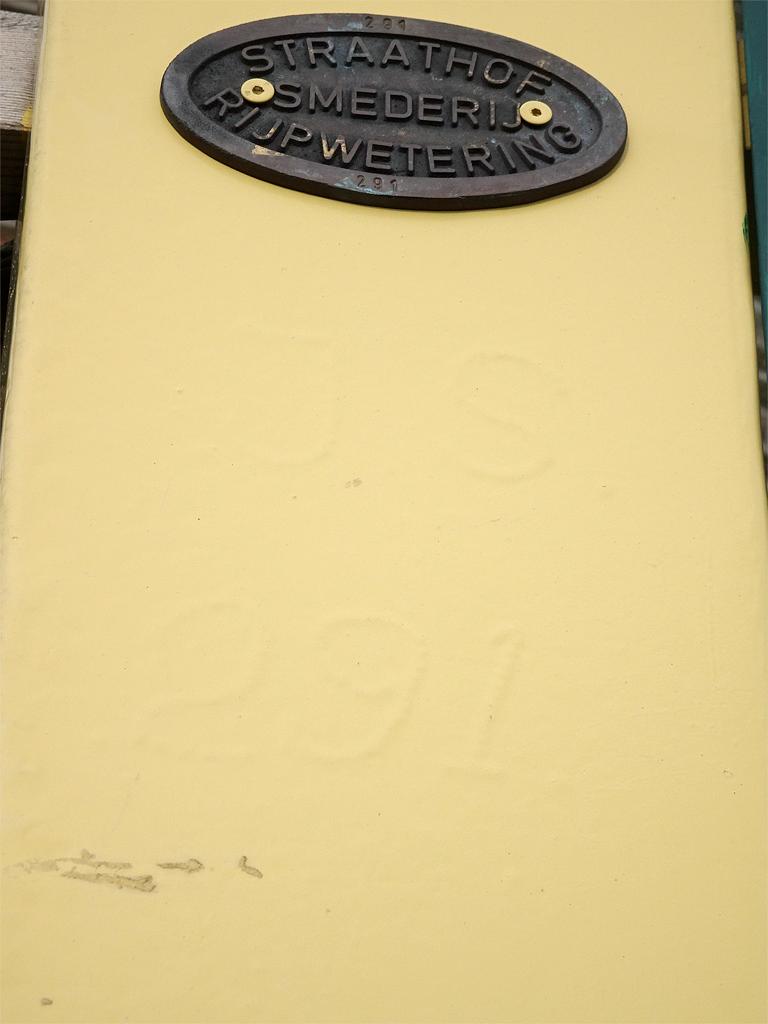 291
STRAATHOF
SMEDERIJ
RIJPWETERING
291
J S
291